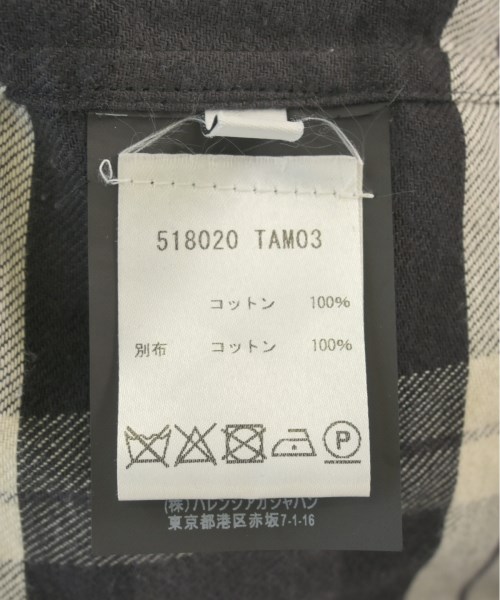 518020 TAM03
コットン 100%
別布 コットン 100%
P
(株)バレンシアガジャパン
東京都港区赤坂7-1-16